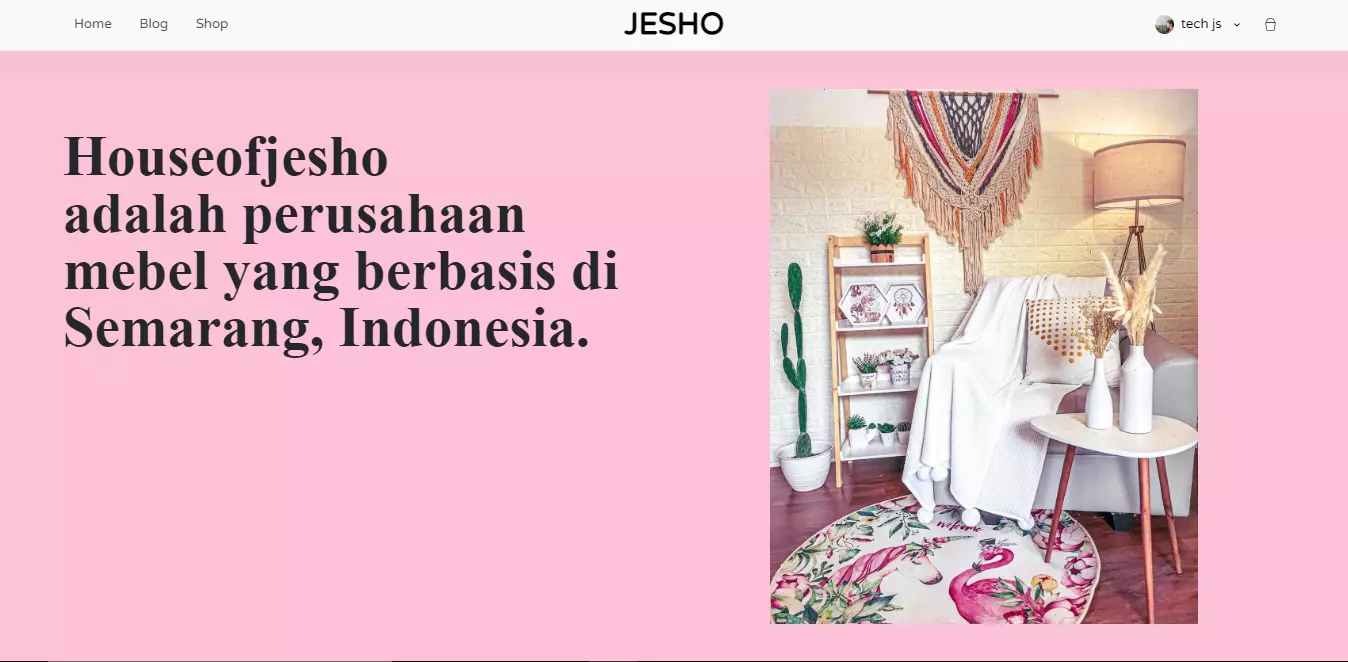 Home Blog Shop JESHO tech js
Houseofjesho
adalah perusahaan
mebel yang berbasis di
Semarang, Indonesia.
welcome